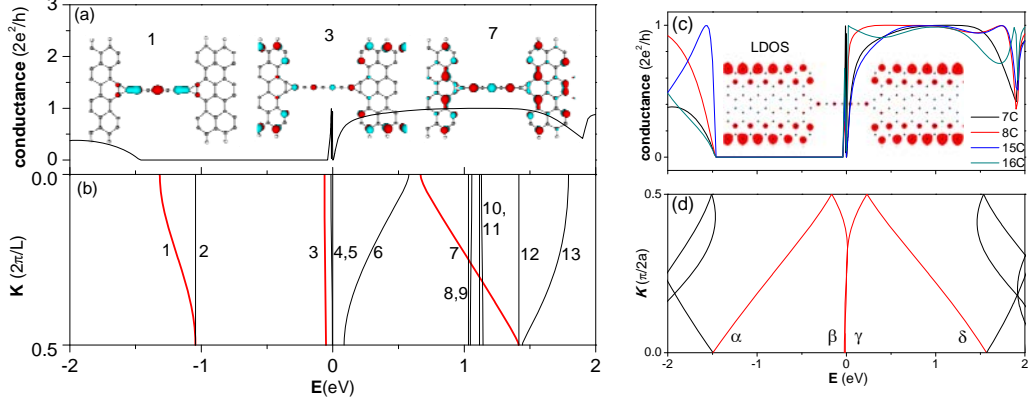 (a)
1
3
7
conductance (2e²/h)
3
2
1
0
(b)
K (2π/L)
0.0
0.5
1
2
3
4,5
6
7
8,9
10,
11
12
13
-2
-1
0
1
2
E(eV)
(c)
LDOS
conductance (2e²/h)
1
0
7C
8C
15C
16C
(d)
K (π/2a)
0.5
0.0
α
β
γ
δ
-2
-1
0
1
2
E (eV)